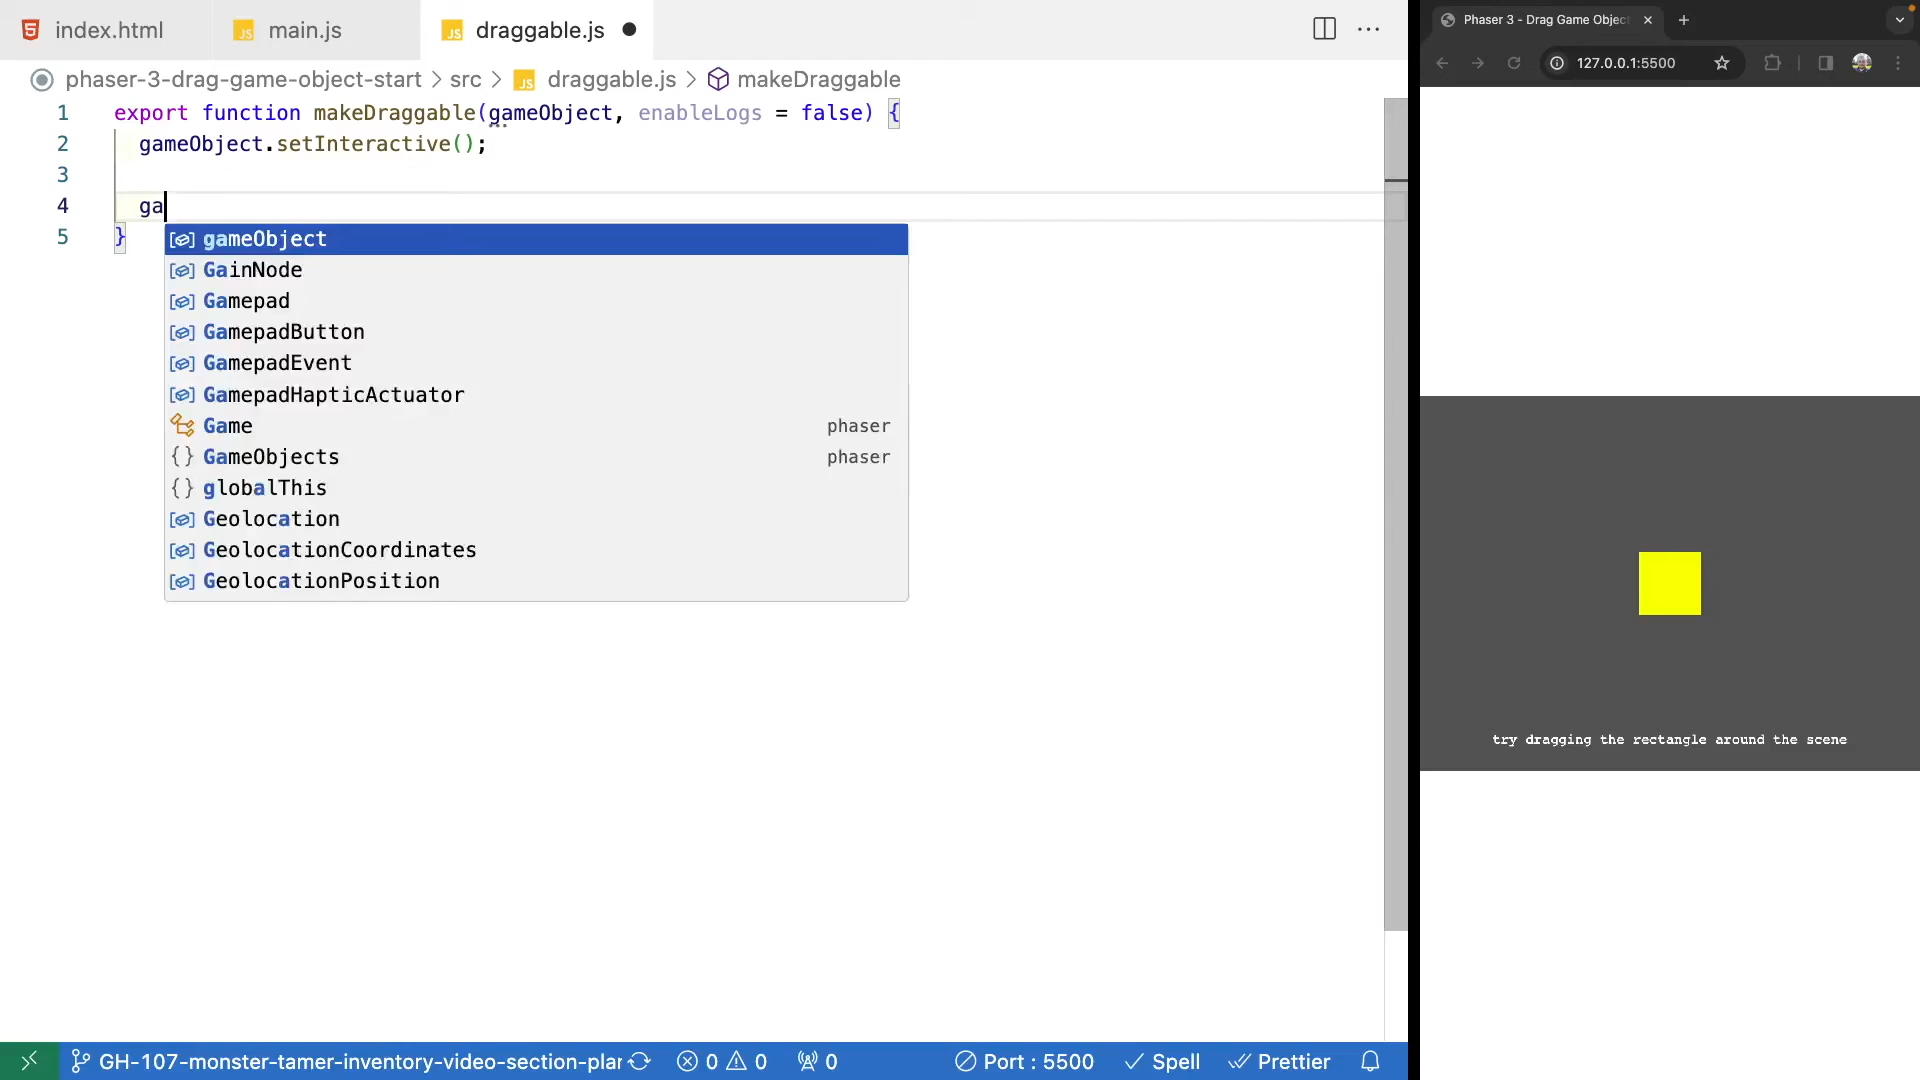 index.html
main.js
draggable.js
phaser-3-drag-game-object-start > src > JS draggable.js > makeDraggable
1 export function makeDraggable(gameObject, enableLogs = false) {
2 gameObject.setInteractive();
3
4 ga
5 }
gameObject
GainNode
Gamepad
GamepadButton
GamepadEvent
GamepadHapticActuator
Game phaser
GameObjects phaser
globalThis
Geolocation
GeolocationCoordinates
GeolocationPosition
GH-107-monster-tamer-inventory-video-section-plar 0 0 0 Port : 5500 Spell Prettier
Phaser 3 - Drag Game Objec
127.0.0.1:5500
try dragging the rectangle around the scene